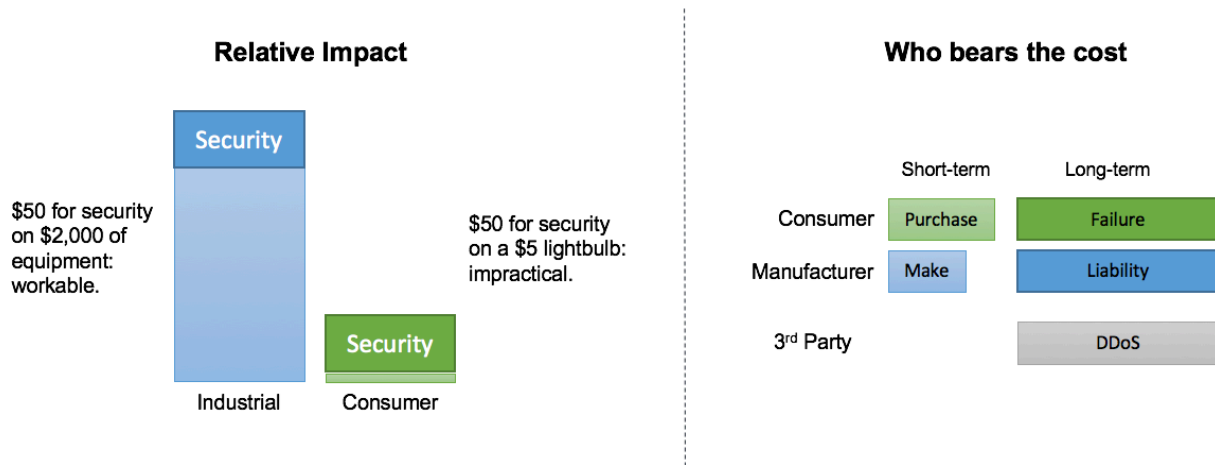 Relative Impact
Security
$50 for security
on $2,000 of
equipment:
workable.
$50 for security
on a $5 lightbulb:
impractical.
Security
Industrial
Consumer
Who bears the cost
Short-term
Long-term
Consumer
Purchase
Failure
Manufacturer
Make
Liability
3rd Party
DDoS